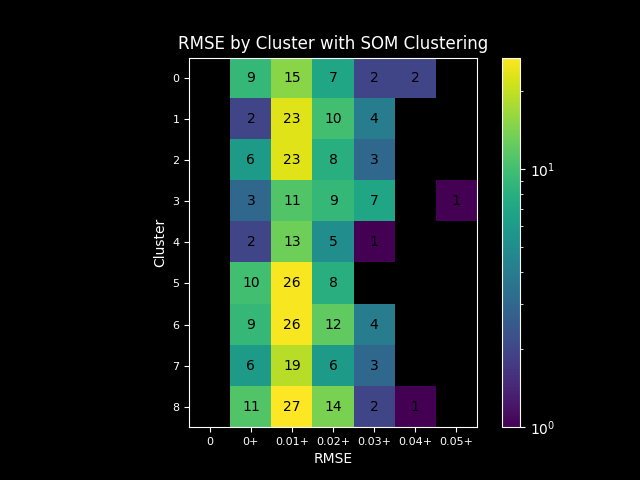 RMSE by Cluster with SOM Clustering
0 9 15 7 2 2
1 2 23 10 4
2 6 23 8 3
3 3 11 9 7 1
4 2 13 5 1
5 10 26 8
6 9 26 12 4
7 6 19 6 3
8 11 27 14 2 1
0 0+ 0.01+ 0.02+ 0.03+ 0.04+ 0.05+
RMSE
Cluster
10¹
10⁰